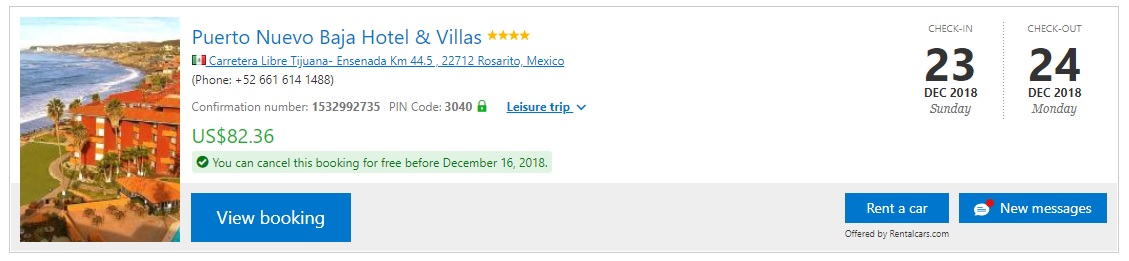 Puerto Nuevo Baja Hotel & Villas
Carretera Libre Tijuana- Ensenada Km 44.5 , 22712 Rosarito, Mexico
(Phone: +52 661 614 1488)
Confirmation number: 1532992735 PIN Code: 3040 Leisure trip
US$82.36
You can cancel this booking for free before December 16, 2018.
CHECK-IN
23
DEC 2018
Sunday
CHECK-OUT
24
DEC 2018
Monday
View booking
Rent a car
Offered by Rentalcars.com
New messages